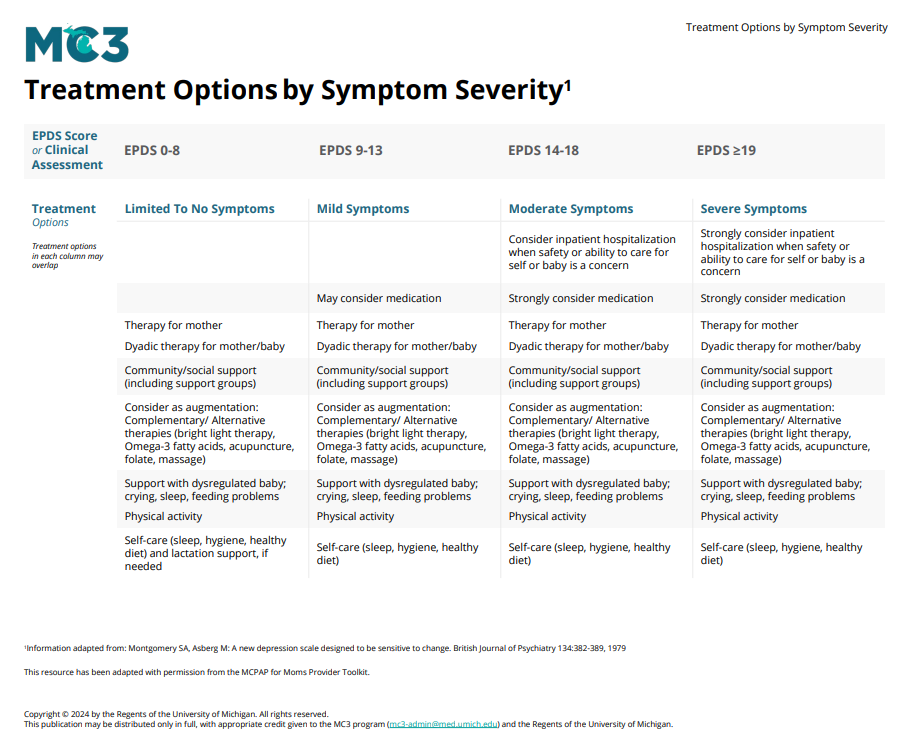 MC3
Treatment Options by Symptom Severity
Treatment Options by Symptom Severity¹
EPDS Score
or Clinical
Assessment
EPDS 0-8
EPDS 9-13
EPDS 14-18
EPDS ≥19
Treatment
Options
Treatment options
in each column may
overlap
Limited To No Symptoms
Mild Symptoms
Moderate Symptoms
Severe Symptoms
Consider inpatient hospitalization
when safety or ability to care for
self or baby is a concern
Strongly consider inpatient
hospitalization when safety or
ability to care for self or baby is a
concern
May consider medication
Strongly consider medication
Strongly consider medication
Therapy for mother
Therapy for mother
Therapy for mother
Therapy for mother
Dyadic therapy for mother/baby
Dyadic therapy for mother/baby
Dyadic therapy for mother/baby
Dyadic therapy for mother/baby
Community/social support
(including support groups)
Community/social support
(including support groups)
Community/social support
(including support groups)
Community/social support
(including support groups)
Consider as augmentation:
Complementary/ Alternative
therapies (bright light therapy,
Omega-3 fatty acids, acupuncture,
folate, massage)
Consider as augmentation:
Complementary/ Alternative
therapies (bright light therapy,
Omega-3 fatty acids, acupuncture,
folate, massage)
Consider as augmentation:
Complementary/ Alternative
therapies (bright light therapy,
Omega-3 fatty acids, acupuncture,
folate, massage)
Consider as augmentation:
Complementary/ Alternative
therapies (bright light therapy,
Omega-3 fatty acids, acupuncture,
folate, massage)
Support with dysregulated baby;
crying, sleep, feeding problems
Support with dysregulated baby;
crying, sleep, feeding problems
Support with dysregulated baby;
crying, sleep, feeding problems
Support with dysregulated baby;
crying, sleep, feeding problems
Physical activity
Physical activity
Physical activity
Physical activity
Self-care (sleep, hygiene, healthy
diet) and lactation support, if
needed
Self-care (sleep, hygiene, healthy
diet)
Self-care (sleep, hygiene, healthy
diet)
Self-care (sleep, hygiene, healthy
diet)
¹Information adapted from: Montgomery SA, Asberg M: A new depression scale designed to be sensitive to change. British Journal of Psychiatry 134:382-389, 1979
This resource has been adapted with permission from the MCPAP for Moms Provider Toolkit.
Copyright © 2024 by the Regents of the University of Michigan. All rights reserved.
This publication may be distributed only in full, with appropriate credit given to the MC3 program (mc3-admin@med.umich.edu) and the Regents of the University of Michigan.